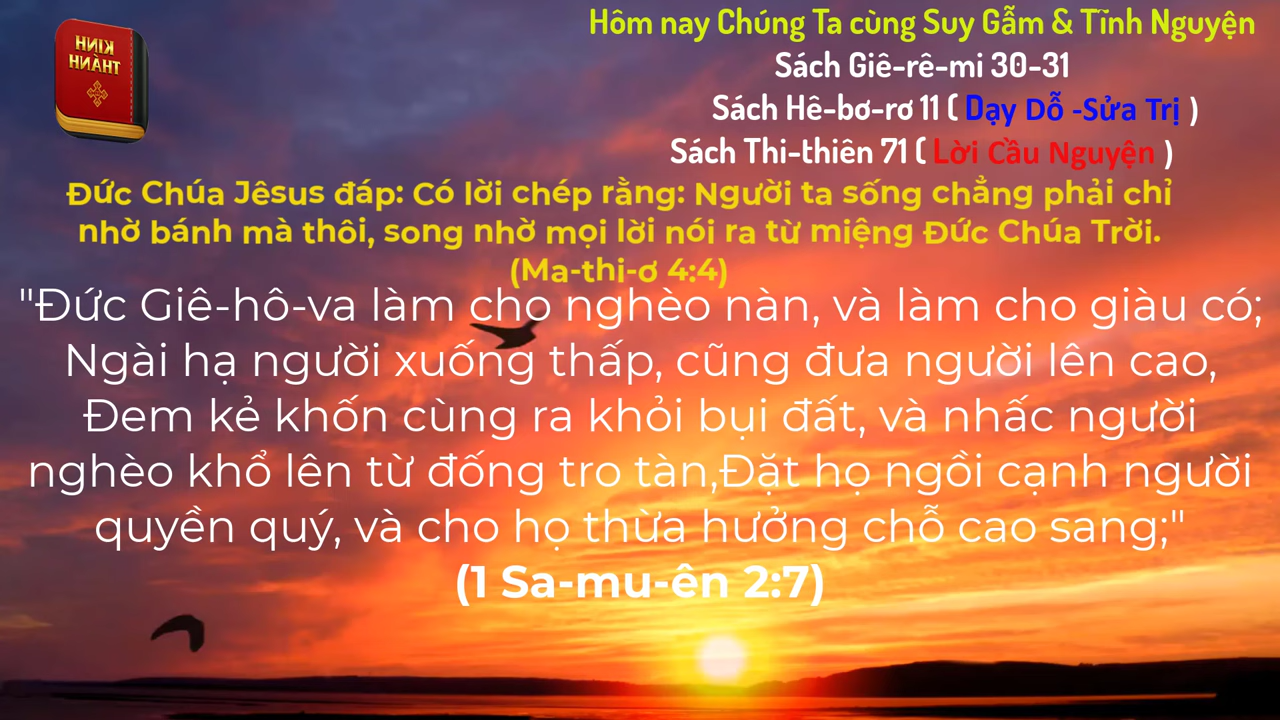 KINH
THÀNH
Hôm nay Chúng Ta cùng Suy Gẫm & Tĩnh Nguyện
Sách Giê-rê-mi 30-31
Sách Hê-bơ-rơ 11 ( Dạy Dỗ -Sửa Trị )
Sách Thi-thiên 71 ( Lời Cầu Nguyện )
Đức Chúa Jêsus đáp: Có lời chép rằng: Người ta sống chẳng phải chỉ
nhờ bánh mà thôi, song nhờ mọi lời nói ra từ miệng Đức Chúa Trời.
(Ma-thi-ơ 4:4)
"Đức Giê-hô-va làm cho nghèo nàn, và làm cho giàu có;
Ngài hạ người xuống thấp, cũng đưa người lên cao,
Đem kẻ khốn cùng ra khỏi bụi đất, và nhấc người
nghèo khổ lên từ đống tro tàn,Đặt họ ngồi cạnh người
quyền quý, và cho họ thừa hưởng chỗ cao sang;"
(1 Sa-mu-ên 2:7)